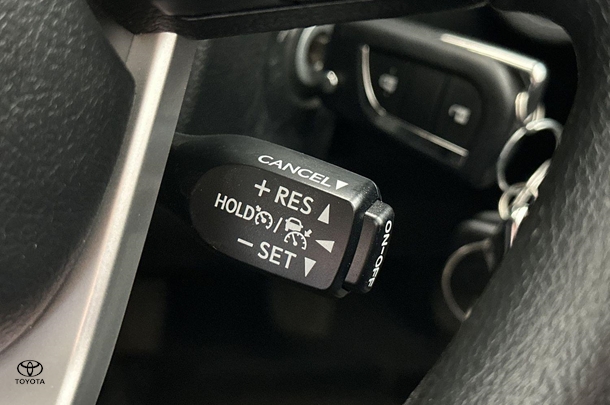 CANCEL▼
+ RES ▲
HOLD / ◀
− SET ▼
ON-OFF
TOYOTA